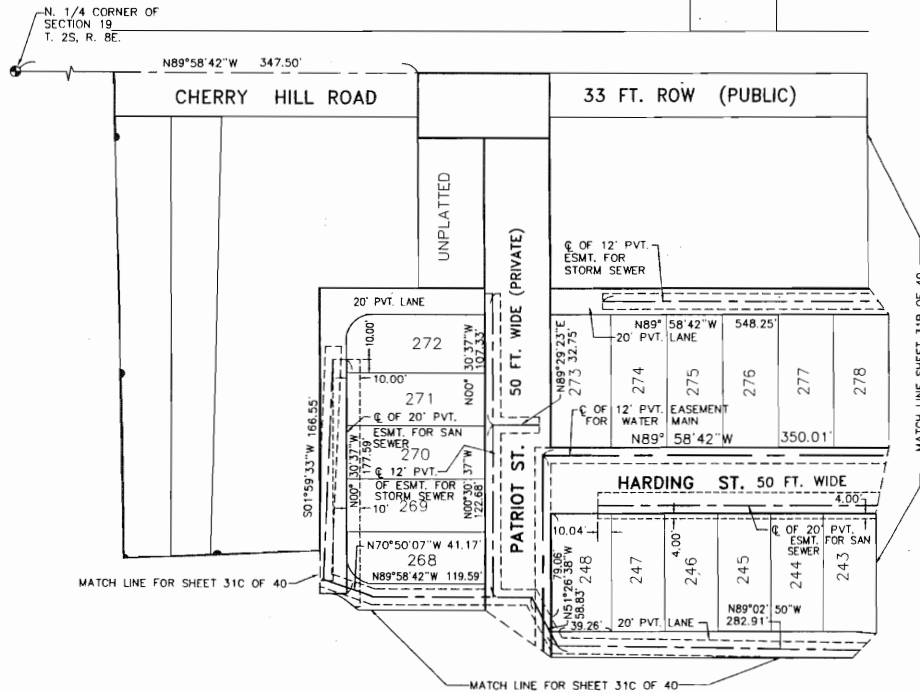 N. 1/4 CORNER OF
SECTION 19
T. 2S, R. 8E.
N89°58'42"W 347.50'
CHERRY HILL ROAD
33 FT. ROW (PUBLIC)
UNPLATTED
50 FT. WIDE (PRIVATE)
PATRIOT ST.
℄ OF 12' PVT.
ESMT. FOR
STORM SEWER
20' PVT. LANE
N89° 58'42"W 548.25'
20' PVT. LANE
10.00'
272
N00° 30'37"W
107.33'
N89°29'23"E
32.75'
273
274
275
276
277
278
10.00'
271
℄ OF 20' PVT.
ESMT. FOR SAN
SEWER
270
℄ 12' PVT.
OF ESMT. FOR
STORM SEWER
S01°59'33"W 166.55'
N00° 30'37"W
177.59'
N00°30' 37"W
122.68'
10'
269
℄ OF 12' PVT. EASEMENT
FOR WATER MAIN
N89° 58'42"W 350.01'
HARDING ST. 50 FT. WIDE
4.00'
10.04'
4.00'
℄ OF 20' PVT.
ESMT. FOR SAN
SEWER
N70°50'07"W 41.17'
268
N89°58'42"W 119.59'
79.06'
N51°26'38"W
58.83'
248
247
246
245
244
243
39.26'
20' PVT. LANE
N89°02' 50"W
282.91'
MATCH LINE FOR SHEET 31C OF 40
MATCH LINE FOR SHEET 31C OF 40
MATCH LINE SHEET 31B OF 40